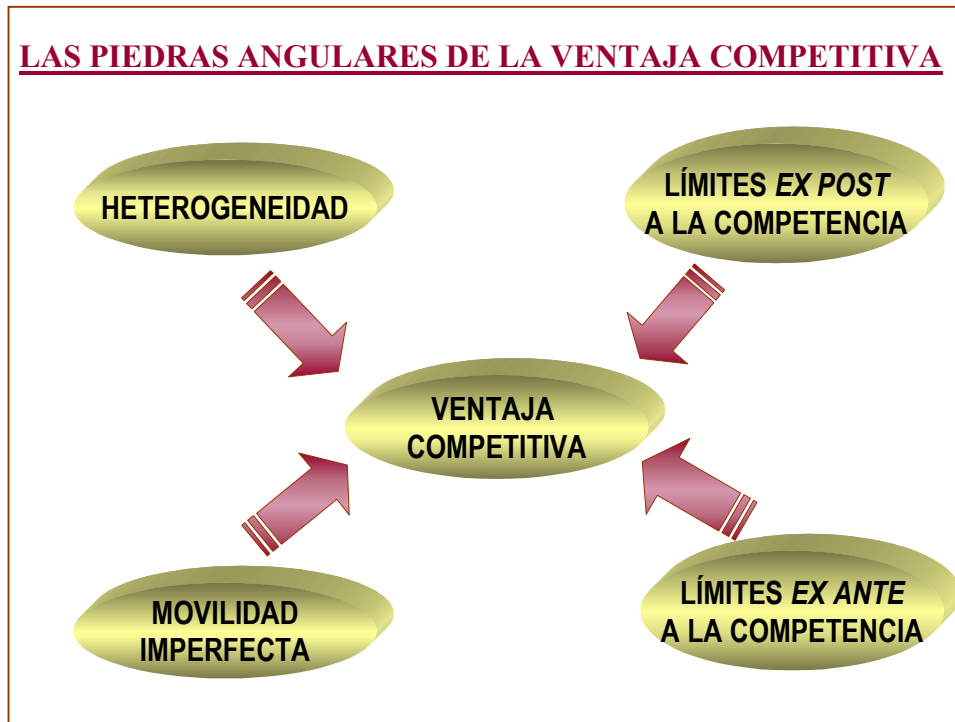 LAS PIEDRAS ANGULARES DE LA VENTAJA COMPETITIVA
HETEROGENEIDAD
LÍMITES EX POST
A LA COMPETENCIA
VENTAJA
COMPETITIVA
MOVILIDAD
IMPERFECTA
LÍMITES EX ANTE
A LA COMPETENCIA